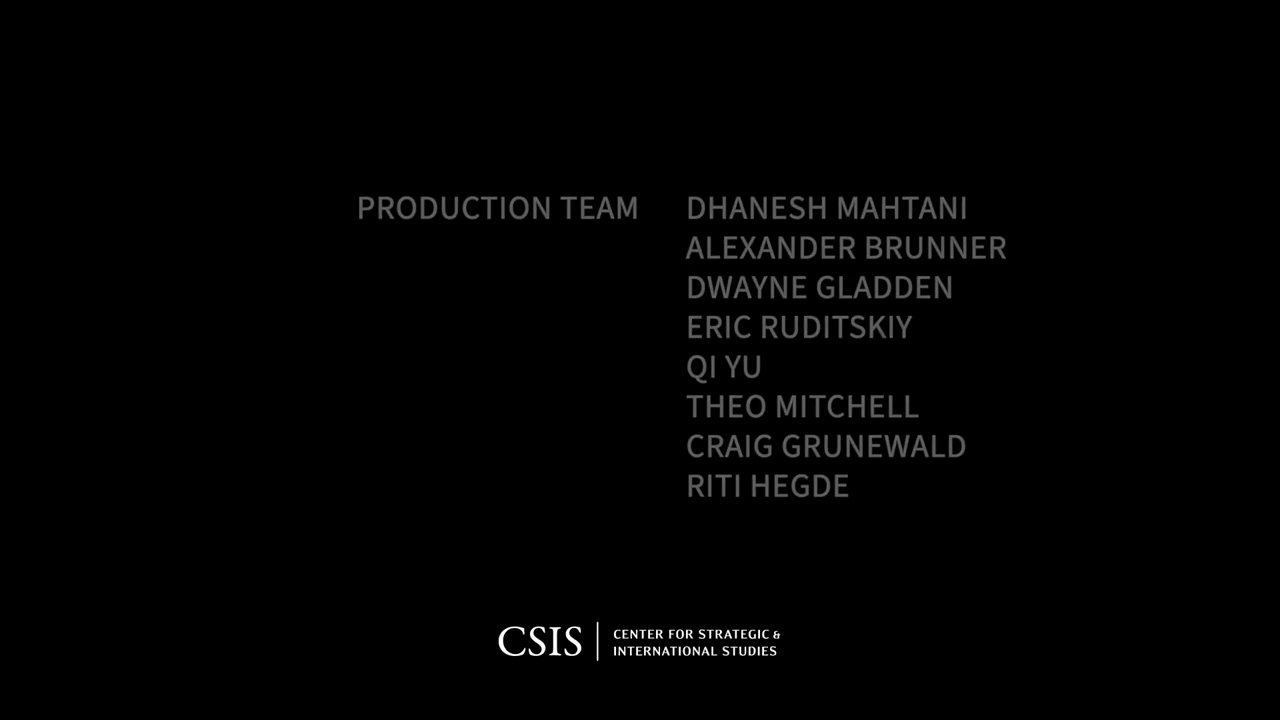 PRODUCTION TEAM DHANESH MAHTANI
ALEXANDER BRUNNER
DWAYNE GLADDEN
ERIC RUDITSKIY
QI YU
THEO MITCHELL
CRAIG GRUNEWALD
RITI HEGDE
CSIS CENTER FOR STRATEGIC &
INTERNATIONAL STUDIES